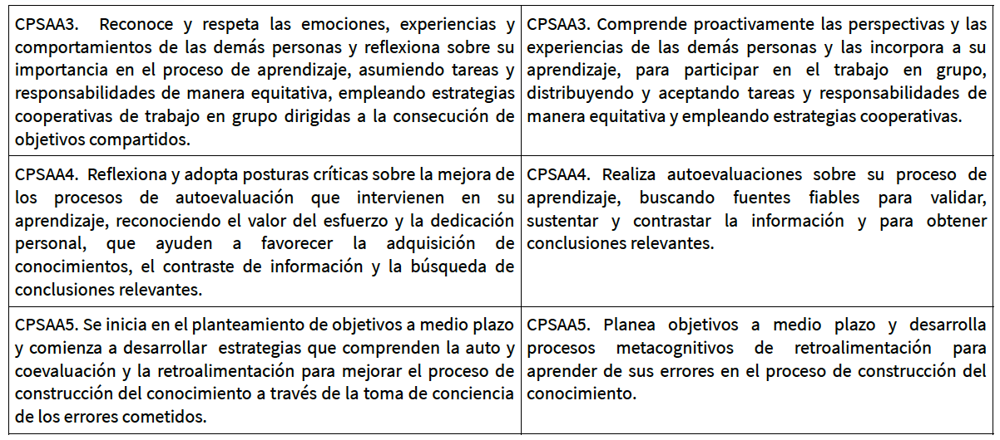 CPSAA3. Reconoce y respeta las emociones, experiencias y
comportamientos de las demás personas y reflexiona sobre su
importancia en el proceso de aprendizaje, asumiendo tareas y
responsabilidades de manera equitativa, empleando estrategias
cooperativas de trabajo en grupo dirigidas a la consecución de
objetivos compartidos.
CPSAA3. Comprende proactivamente las perspectivas y las
experiencias de las demás personas y las incorpora a su
aprendizaje, para participar en el trabajo en grupo,
distribuyendo y aceptando tareas y responsabilidades de
manera equitativa y empleando estrategias cooperativas.
CPSAA4. Reflexiona y adopta posturas críticas sobre la mejora de
los procesos de autoevaluación que intervienen en su
aprendizaje, reconociendo el valor del esfuerzo y la dedicación
personal, que ayuden a favorecer la adquisición de
conocimientos, el contraste de información y la búsqueda de
conclusiones relevantes.
CPSAA4. Realiza autoevaluaciones sobre su proceso de
aprendizaje, buscando fuentes fiables para validar,
sustentar y contrastar la información y para obtener
conclusiones relevantes.
CPSAA5. Se inicia en el planteamiento de objetivos a medio plazo
y comienza a desarrollar estrategias que comprenden la auto
y coevaluación y la retroalimentación para mejorar el proceso de
construcción del conocimiento a través de la toma de conciencia
de los errores cometidos.
CPSAA5. Planea objetivos a medio plazo y desarrolla
procesos metacognitivos de retroalimentación para
aprender de sus errores en el proceso de construcción del
conocimiento.